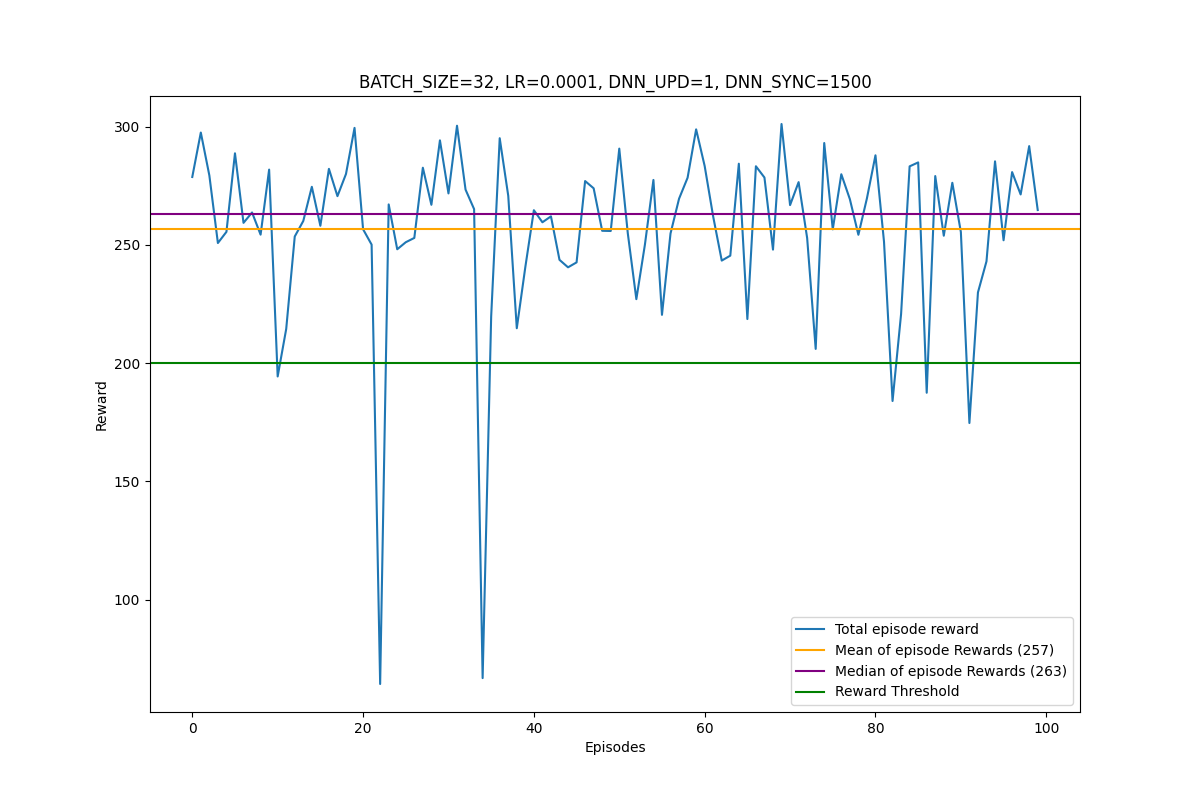 BATCH_SIZE=32, LR=0.0001, DNN_UPD=1, DNN_SYNC=1500
300
250
200
150
100
Reward
0 20 40 60 80 100
Episodes
Total episode reward
Mean of episode Rewards (257)
Median of episode Rewards (263)
Reward Threshold